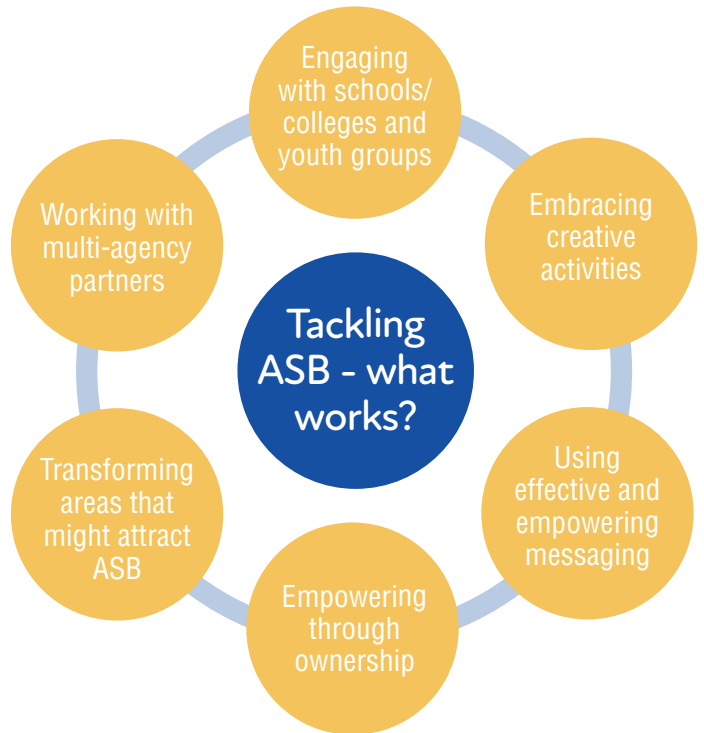 Engaging
with schools/
colleges and
youth groups
Embracing
creative
activities
Using
effective and
empowering
messaging
Empowering
through
ownership
Transforming
areas that
might attract
ASB
Working with
multi-agency
partners
Tackling
ASB - what
works?